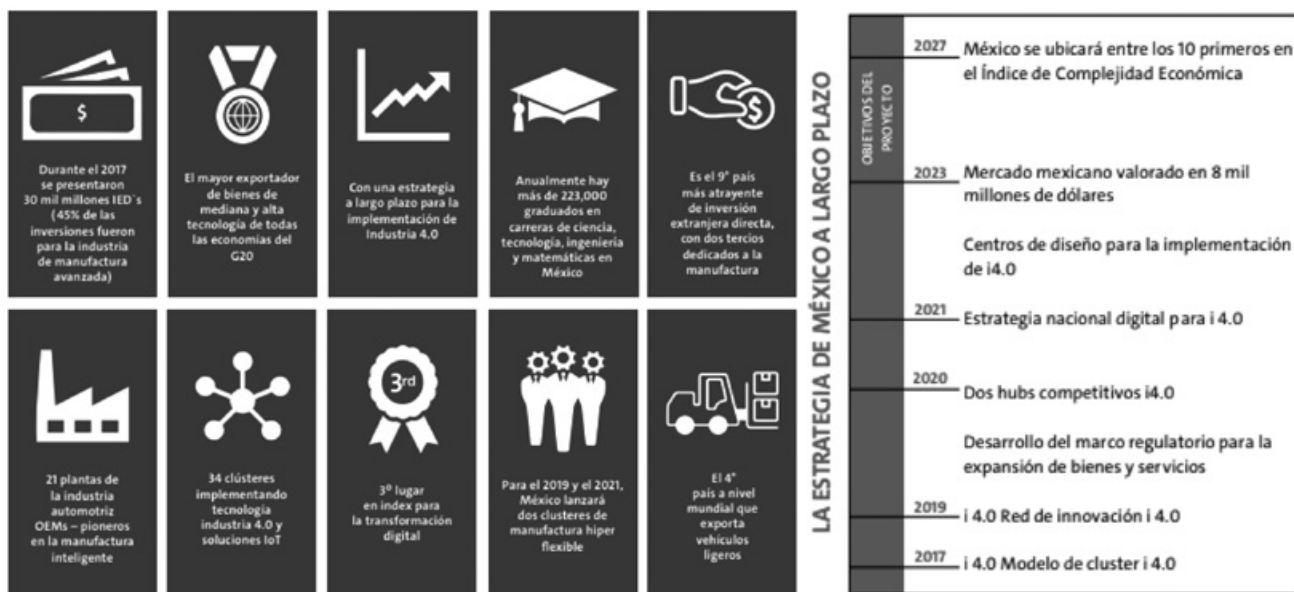 $
Durante el 2017
se presentaron
30 mil millones IED`s
(45% de las
inversiones fueron
para la industria
de manufactura
avanzada)
El mayor exportador
de bienes de
mediana y alta
tecnología de todas
las economías del
G20
Con una estrategia
a largo plazo para la
implementación de
Industria 4.0
Anualmente hay
más de 223,000
graduados en
carreras de ciencia,
tecnología, ingeniería
y matemáticas en
México
$
Es el 9° país
más atrayente
de inversión
extranjera directa,
con dos tercios
dedicados a la
manufactura
21 plantas de
la industria
automotriz
OEMs – pioneros
en la manufactura
inteligente
34 clústeres
implementando
tecnología
industria 4.0 y
soluciones IoT
3rd
3º lugar
en index para
la transformación
digital
Para el 2019 y el 2021,
México lanzará
dos clusteres de
manufactura hiper
flexible
El 4°
país a nivel
mundial que
exporta
vehículos
ligeros
LA ESTRATEGIA DE MÉXICO A LARGO PLAZO
OBJETIVOS DEL
PROYECTO
2027 México se ubicará entre los 10 primeros en
el Índice de Complejidad Económica
2023 Mercado mexicano valorado en 8 mil
millones de dólares
Centros de diseño para la implementación
de i4.0
2021 Estrategia nacional digital para i 4.0
2020 Dos hubs competitivos i4.0
Desarrollo del marco regulatorio para la
expansión de bienes y servicios
2019 i 4.0 Red de innovación i 4.0
2017 i 4.0 Modelo de cluster i 4.0